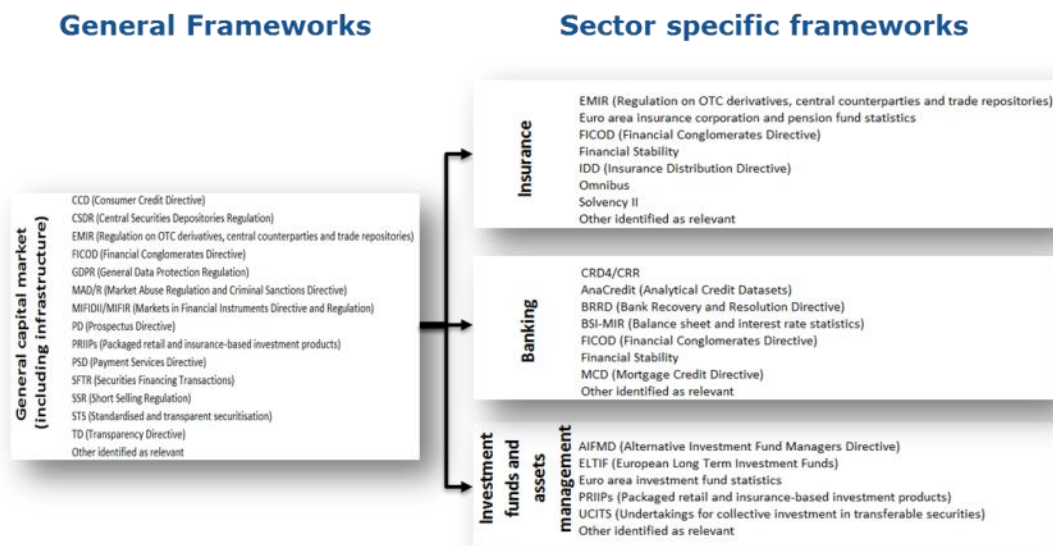 General Frameworks
Sector specific frameworks
General capital market
(including infrastructure)
CCD (Consumer Credit Directive)
CSDR (Central Securities Depositories Regulation)
EMIR (Regulation on OTC derivatives, central counterparties and trade repositories)
FICOD (Financial Conglomerates Directive)
GDPR (General Data Protection Regulation)
MAD/R (Market Abuse Regulation and Criminal Sanctions Directive)
MIFIDII/MIFIR (Markets in Financial Instruments Directive and Regulation)
PD (Prospectus Directive)
PRIIPs (Packaged retail and insurance-based investment products)
PSD (Payment Services Directive)
SFTR (Securities Financing Transactions)
SSR (Short Selling Regulation)
STS (Standardised and transparent securitisation)
TD (Transparency Directive)
Other identified as relevant
Insurance
EMIR (Regulation on OTC derivatives, central counterparties and trade repositories)
Euro area insurance corporation and pension fund statistics
FICOD (Financial Conglomerates Directive)
Financial Stability
IDD (Insurance Distribution Directive)
Omnibus
Solvency II
Other identified as relevant
Banking
CRD4/CRR
AnaCredit (Analytical Credit Datasets)
BRRD (Bank Recovery and Resolution Directive)
BSI-MIR (Balance sheet and interest rate statistics)
FICOD (Financial Conglomerates Directive)
Financial Stability
MCD (Mortgage Credit Directive)
Other identified as relevant
Investment
funds and
assets
management
AIFMD (Alternative Investment Fund Managers Directive)
ELTIF (European Long Term Investment Funds)
Euro area investment fund statistics
PRIIPs (Packaged retail and insurance-based investment products)
UCITS (Undertakings for collective investment in transferable securities)
Other identified as relevant